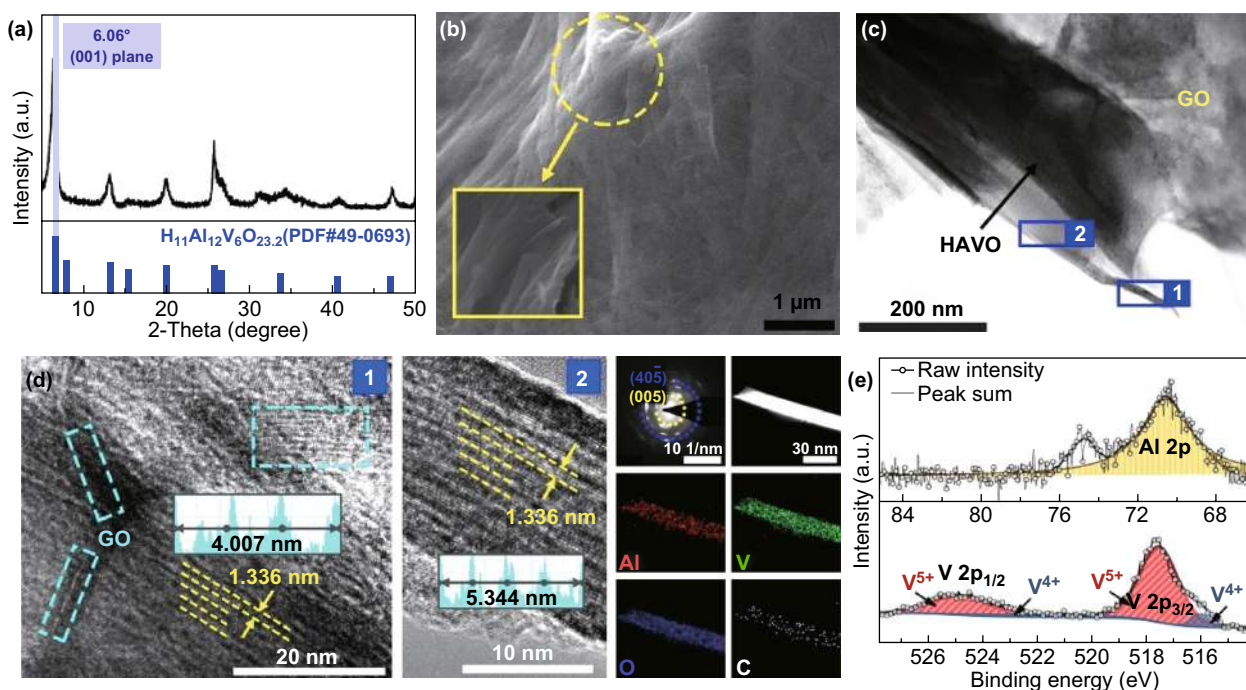 (a)
6.06°
(001) plane
Intensity (a.u.)
H₁₁Al₁₂V₆O₂₃.₂(PDF#49-0693)
10 20 30 40 50
2-Theta (degree)
(b)
1 µm
(c)
GO
HAVO
2
1
200 nm
(d)
1
GO
4.007 nm
1.336 nm
20 nm
2
1.336 nm
5.344 nm
10 nm
(405̄)
(005)
10 1/nm
30 nm
Al
V
O
C
(e)
Raw intensity
Peak sum
Al 2p
84 80 76 72 68
Intensity (a.u.)
V⁵⁺ V 2p₁/₂ V⁴⁺ V⁵⁺ V 2p₃/₂ V⁴⁺
526 524 522 520 518 516
Binding energy (eV)